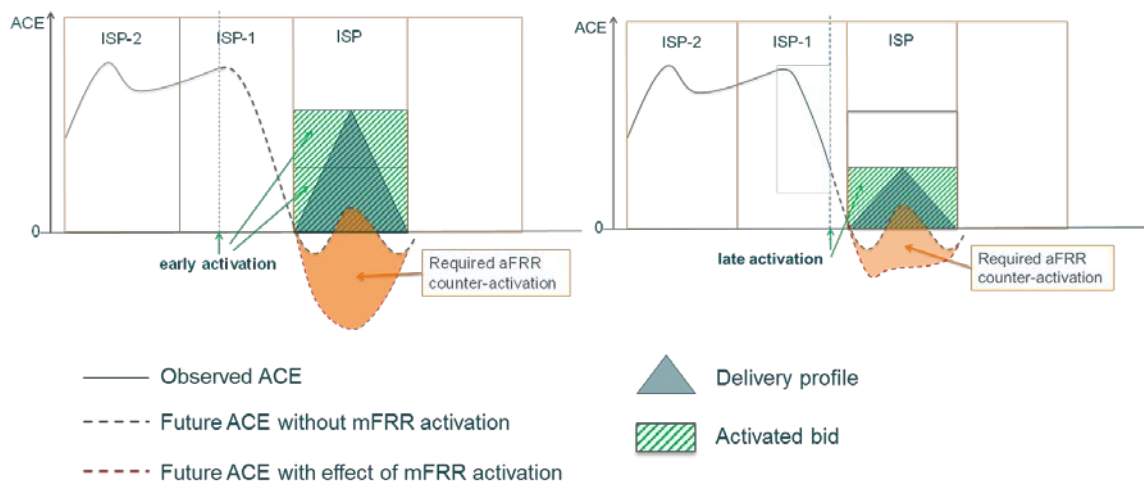 ACE
ISP-2
ISP-1
ISP
0
early activation
Required aFRR
counter-activation
ACE
ISP-2
ISP-1
ISP
0
late activation
Required aFRR
counter-activation
Observed ACE
Future ACE without mFRR activation
Future ACE with effect of mFRR activation
Delivery profile
Activated bid